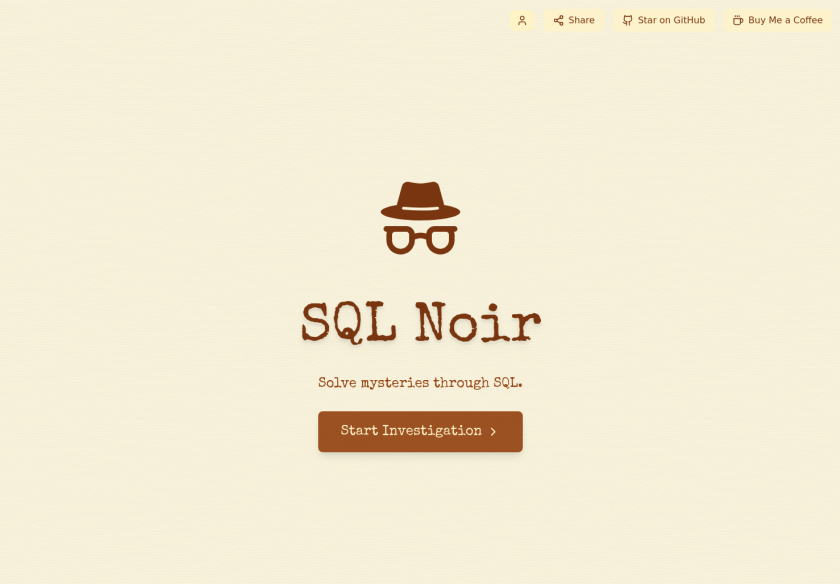 Share
Star on GitHub
Buy Me a Coffee
SQL Noir
Solve mysteries through SQL.
Start Investigation